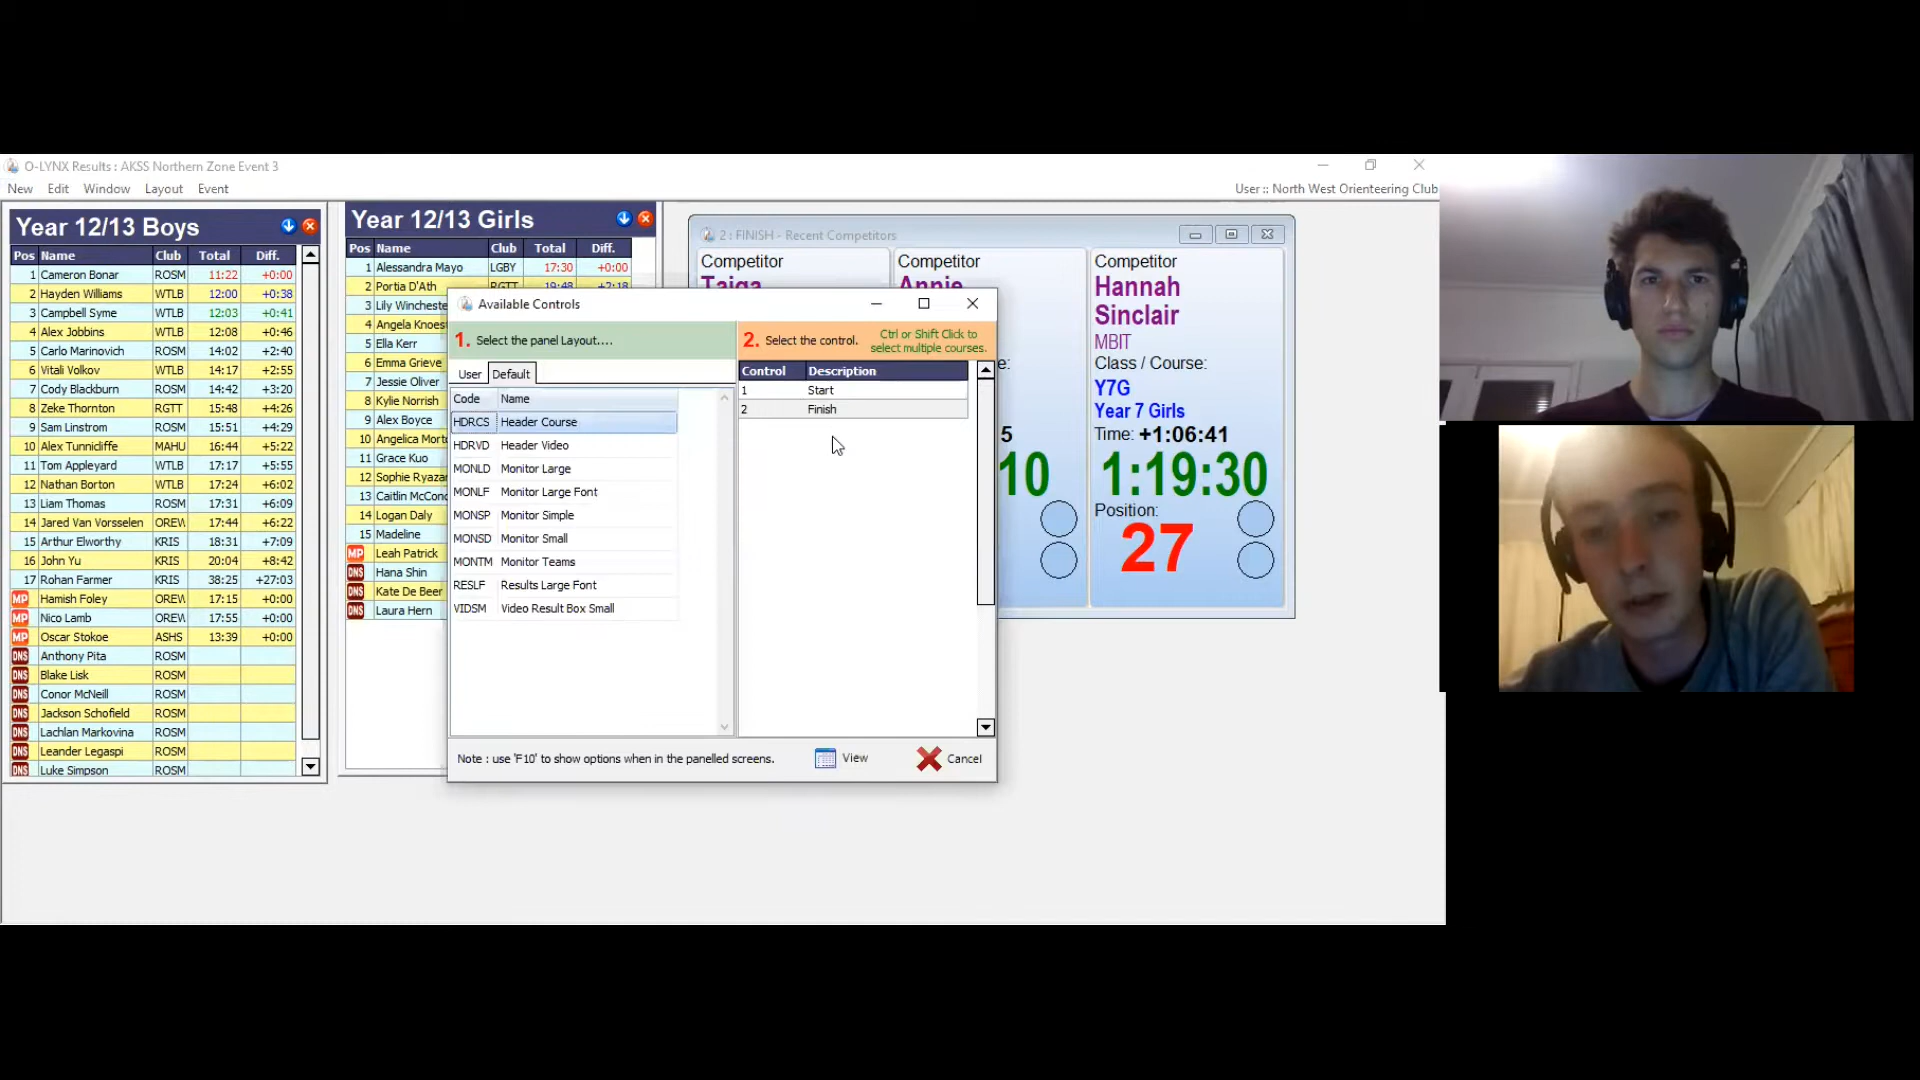 O-LYNX Results : AKSS Northern Zone Event 3
New Edit Window Layout Event
User :: North West Orienteering Club
Year 12/13 Boys
Pos Name Club Total Diff.
1 Cameron Bonar ROSM 11:22 +0:00
2 Hayden Williams WTLB 12:00 +0:38
3 Campbell Syme WTLB 12:03 +0:41
4 Alex Jobbins WTLB 12:08 +0:46
5 Carlo Marinovich ROSM 14:02 +2:40
6 Vitali Volkov WTLB 14:17 +2:55
7 Cody Blackburn ROSM 14:42 +3:20
8 Zeke Thornton RGTT 15:48 +4:26
9 Sam Linstrom ROSM 15:51 +4:29
10 Alex Tunnicliffe MAHU 16:44 +5:22
11 Tom Appleyard WTLB 17:17 +5:55
12 Nathan Borton WTLB 17:24 +6:02
13 Liam Thomas ROSM 17:31 +6:09
14 Jared Van Vorsselen OREW 17:44 +6:22
15 Arthur Elworthy KRIS 18:31 +7:09
16 John Yu KRIS 20:04 +8:42
17 Rohan Farmer KRIS 38:25 +27:03
MP Hamish Foley OREW 17:15 +0:00
MP Nico Lamb OREW 17:55 +0:00
MP Oscar Stokoe ASHS 13:39 +0:00
DNS Anthony Pita ROSM
DNS Blake Lisk ROSM
DNS Conor McNeill ROSM
DNS Jackson Schofield ROSM
DNS Lachlan Markovina ROSM
DNS Leander Legaspi ROSM
DNS Luke Simpson ROSM
Year 12/13 Girls
Pos Name Club Total Diff.
1 Alessandra Mayo LGBY 17:30 +0:00
2 Portia D'Ath RGTT 19:48 +2:18
3 Lily Wincheste
4 Angela Knoes
5 Ella Kerr
6 Emma Grieve
7 Jessie Oliver
8 Kylie Norrish
9 Alex Boyce
10 Angelica Mort
11 Grace Kuo
12 Sophie Ryaza
13 Caitlin McCon
14 Logan Daly
15 Madeline
MP Leah Patrick
DNS Hana Shin
DNS Kate De Beer
DNS Laura Hern
2 : FINISH - Recent Competitors
Competitor
Taiga
Competitor
Annie
e:
5
10
Competitor
Hannah
Sinclair
MBIT
Class / Course:
Y7G
Year 7 Girls
Time: +1:06:41
1:19:30
Position:
27
Available Controls
1. Select the panel Layout....
2. Select the control.
Ctrl or Shift Click to
select multiple courses.
User Default
Code Name
HDRCS Header Course
HDRVD Header Video
MONLD Monitor Large
MONLF Monitor Large Font
MONSP Monitor Simple
MONSD Monitor Small
MONTM Monitor Teams
RESLF Results Large Font
VIDSM Video Result Box Small
Control Description
1 Start
2 Finish
Note : use 'F10' to show options when in the panelled screens.
View
Cancel